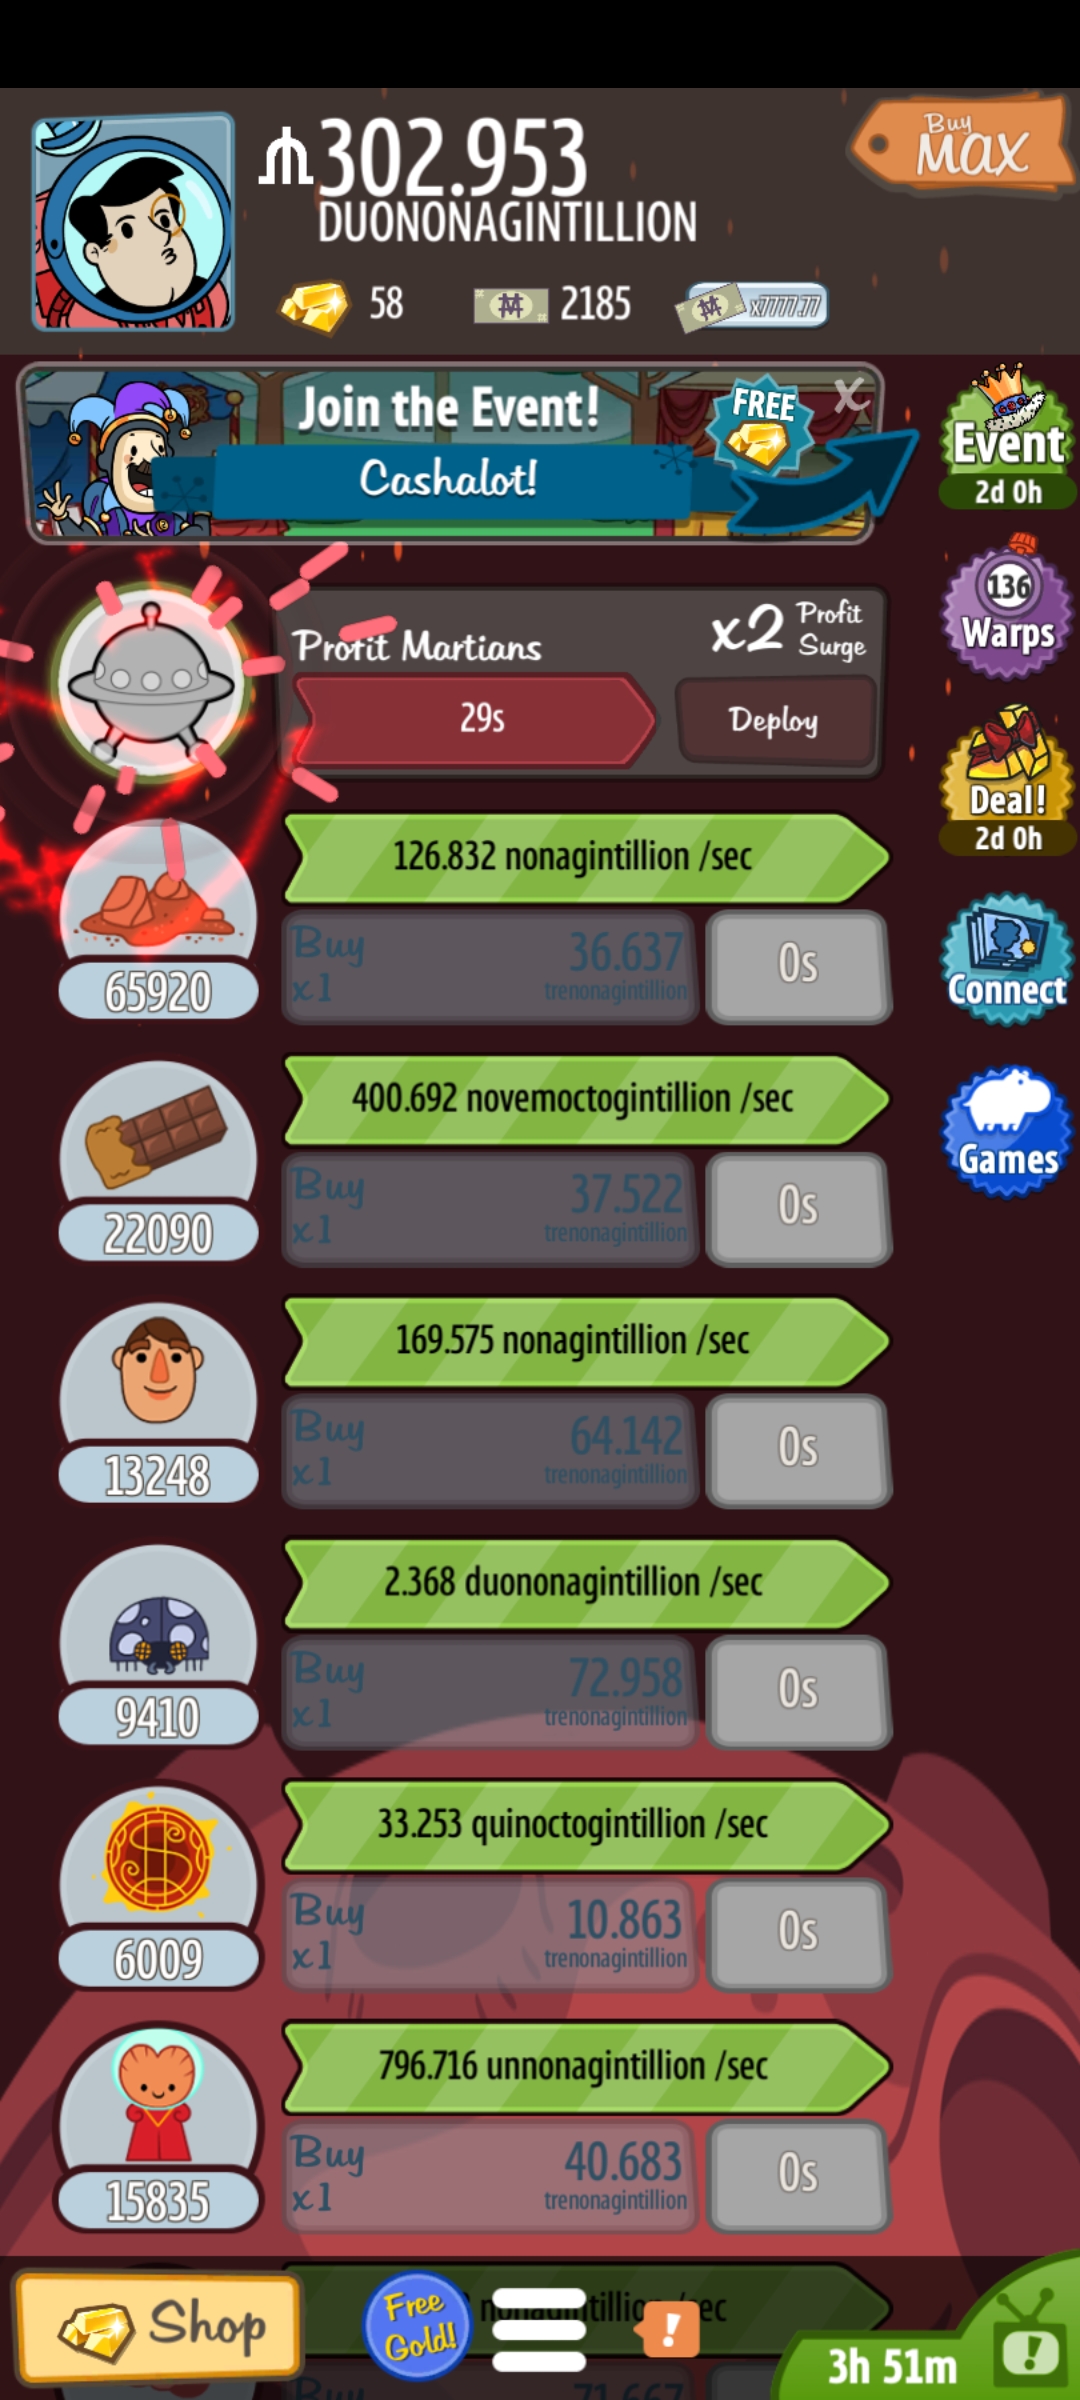 302.953
DUONONAGINTILLION
Buy
MAX
58
2185
x7777.77
Join the Event!
Cashalot!
FREE
X
Event
2d 0h
Profit Martians
x2 Profit
Surge
29s
Deploy
136
Warps
Deal!
2d 0h
126.832 nonagintillion /sec
65920
Buy
x1
36.637
trenonagintillion
0s
Connect
400.692 novemoctogintillion /sec
22090
Buy
x1
37.522
trenonagintillion
0s
Games
169.575 nonagintillion /sec
13248
Buy
x1
64.142
trenonagintillion
0s
2.368 duononagintillion /sec
9410
Buy
x1
72.958
trenonagintillion
0s
33.253 quinoctogintillion /sec
6009
Buy
x1
10.863
trenonagintillion
0s
796.716 unnonagintillion /sec
15835
Buy
x1
40.683
trenonagintillion
0s
Shop
Free
Gold!
nonagintillion /sec
!
3h 51m
!
Buy
71.667